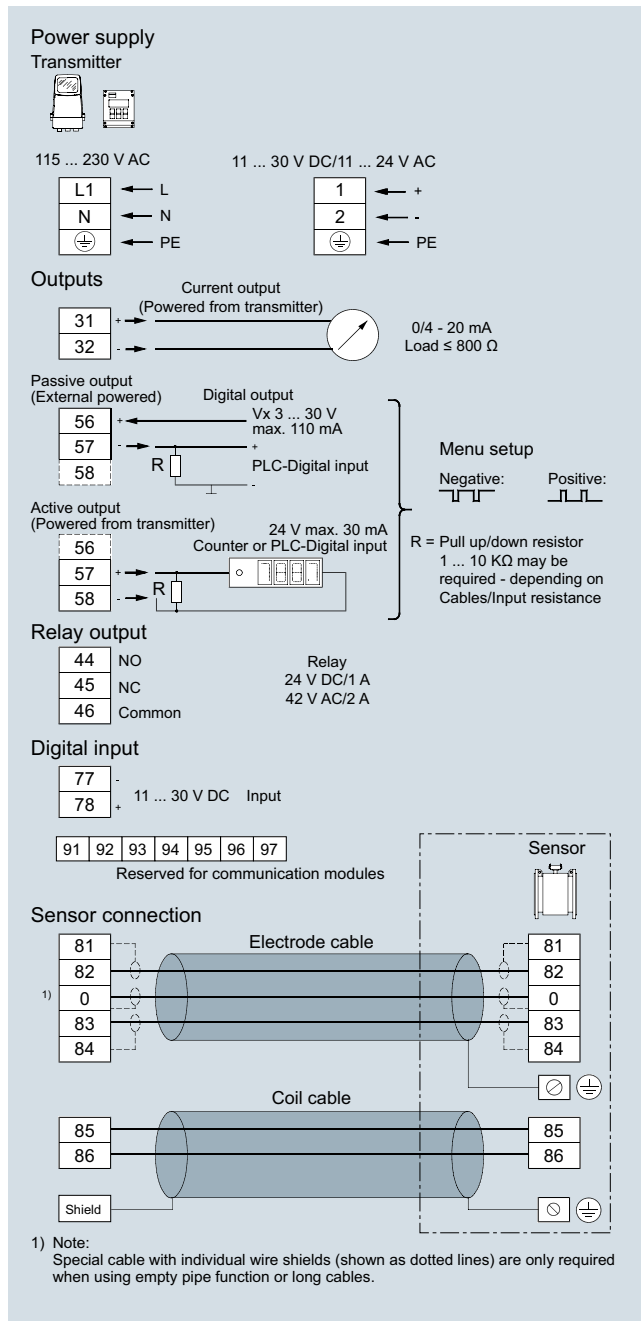 Power supply
Transmitter
115 ... 230 V AC
11 ... 30 V DC/11 ... 24 V AC
L1 L
N N
PE
1 +
2 -
PE
Outputs
Current output
(Powered from transmitter)
31 +
32 -
0/4 - 20 mA
Load ≤ 800 Ω
Passive output
(External powered)
Digital output
56 +
57 -
58
Vx 3 ... 30 V
max. 110 mA
+
R
PLC-Digital input
-
Active output
(Powered from transmitter)
24 V max. 30 mA
Counter or PLC-Digital input
56
57 +
58 -
R
Menu setup
Negative:
Positive:
R = Pull up/down resistor
1 ... 10 KΩ may be
required - depending on
Cables/Input resistance
Relay output
44 NO
45 NC
46 Common
Relay
24 V DC/1 A
42 V AC/2 A
Digital input
77 -
78 +
11 ... 30 V DC Input
91 92 93 94 95 96 97
Reserved for communication modules
Sensor
Sensor connection
Electrode cable
81 81
82 82
1) 0 0
83 83
84 84
Coil cable
85 85
86 86
Shield
1) Note:
Special cable with individual wire shields (shown as dotted lines) are only required
when using empty pipe function or long cables.